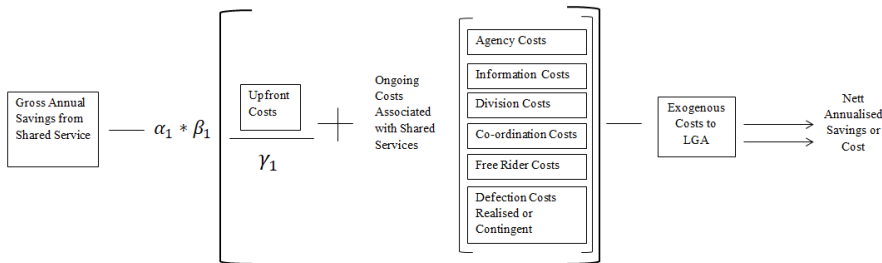 Gross Annual
Savings from
Shared Service
α₁ * β₁
Upfront
Costs
γ₁
Ongoing
Costs
Associated
with Shared
Services
Agency Costs
Information Costs
Division Costs
Co-ordination Costs
Free Rider Costs
Defection Costs
Realised or
Contingent
Exogenous
Costs to
LGA
Nett
Annualised
Savings or
Cost